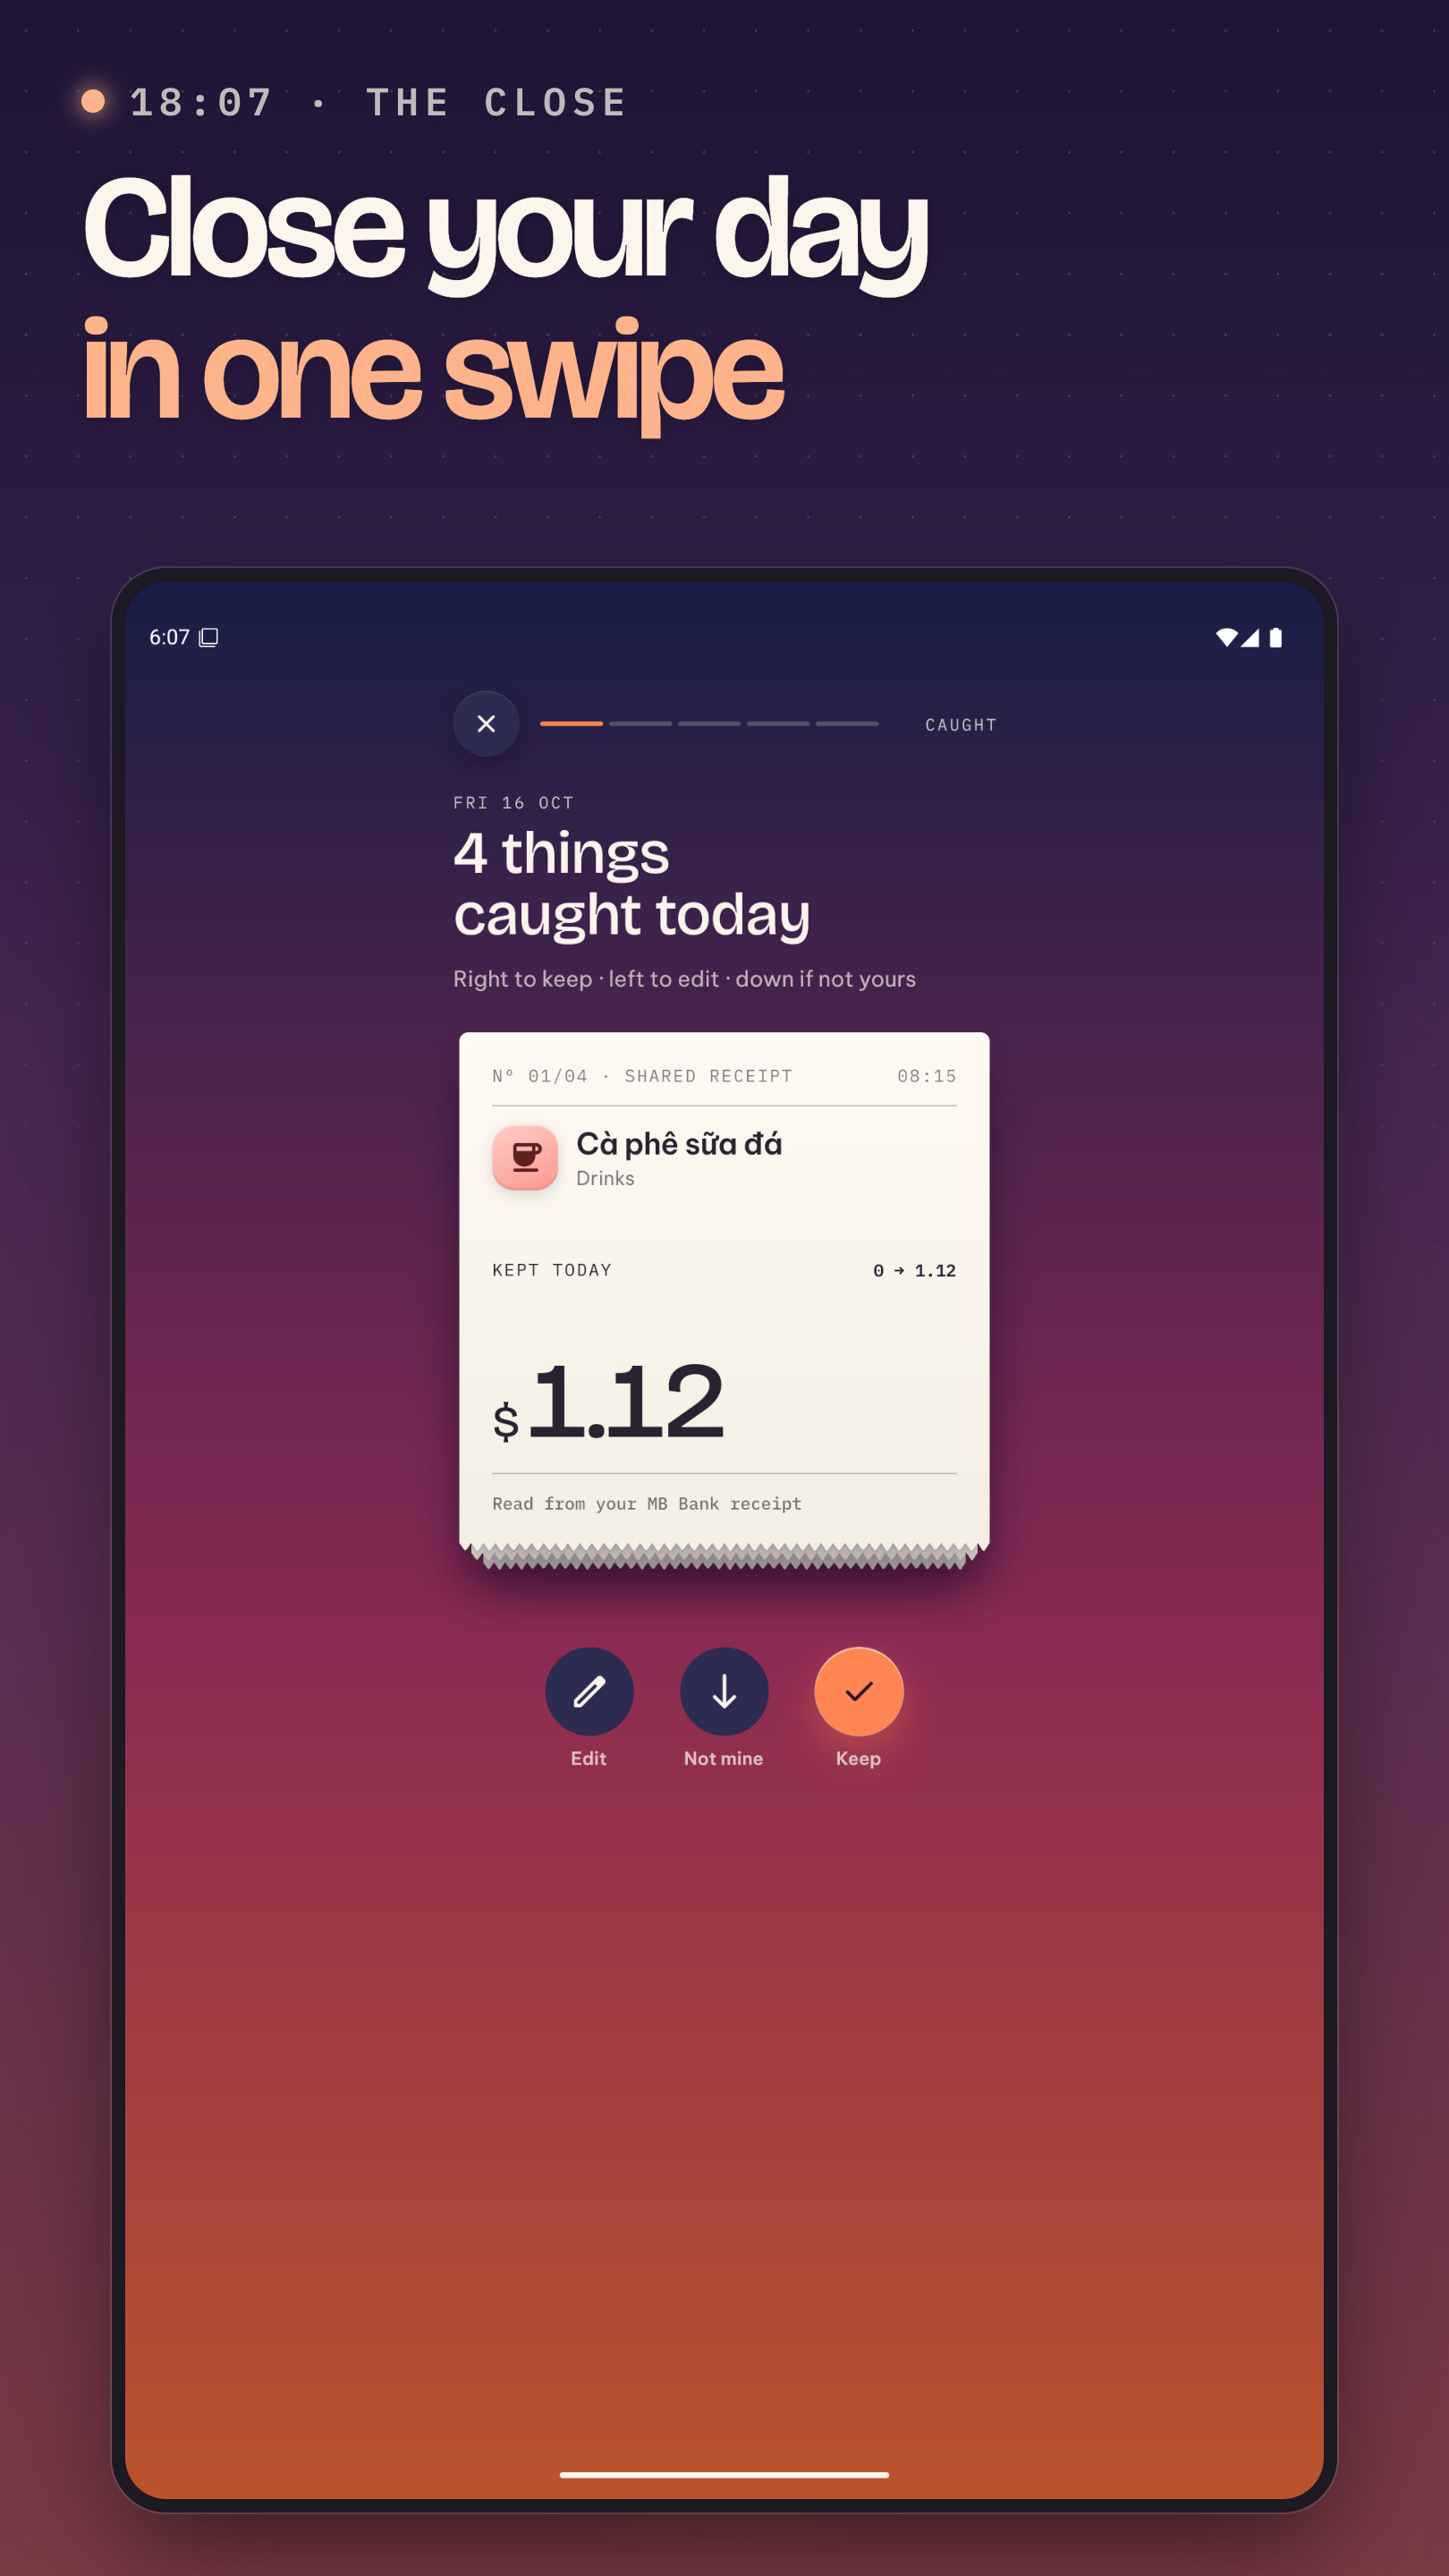 18:07 · THE CLOSE
Close your day
in one swipe
6:07
CAUGHT
FRI 16 OCT
4 things
caught today
Right to keep · left to edit · down if not yours
Nº 01/04 · SHARED RECEIPT 08:15
Cà phê sữa đá
Drinks
KEPT TODAY 0 → 1.12
$1.12
Read from your MB Bank receipt
Edit Not mine Keep